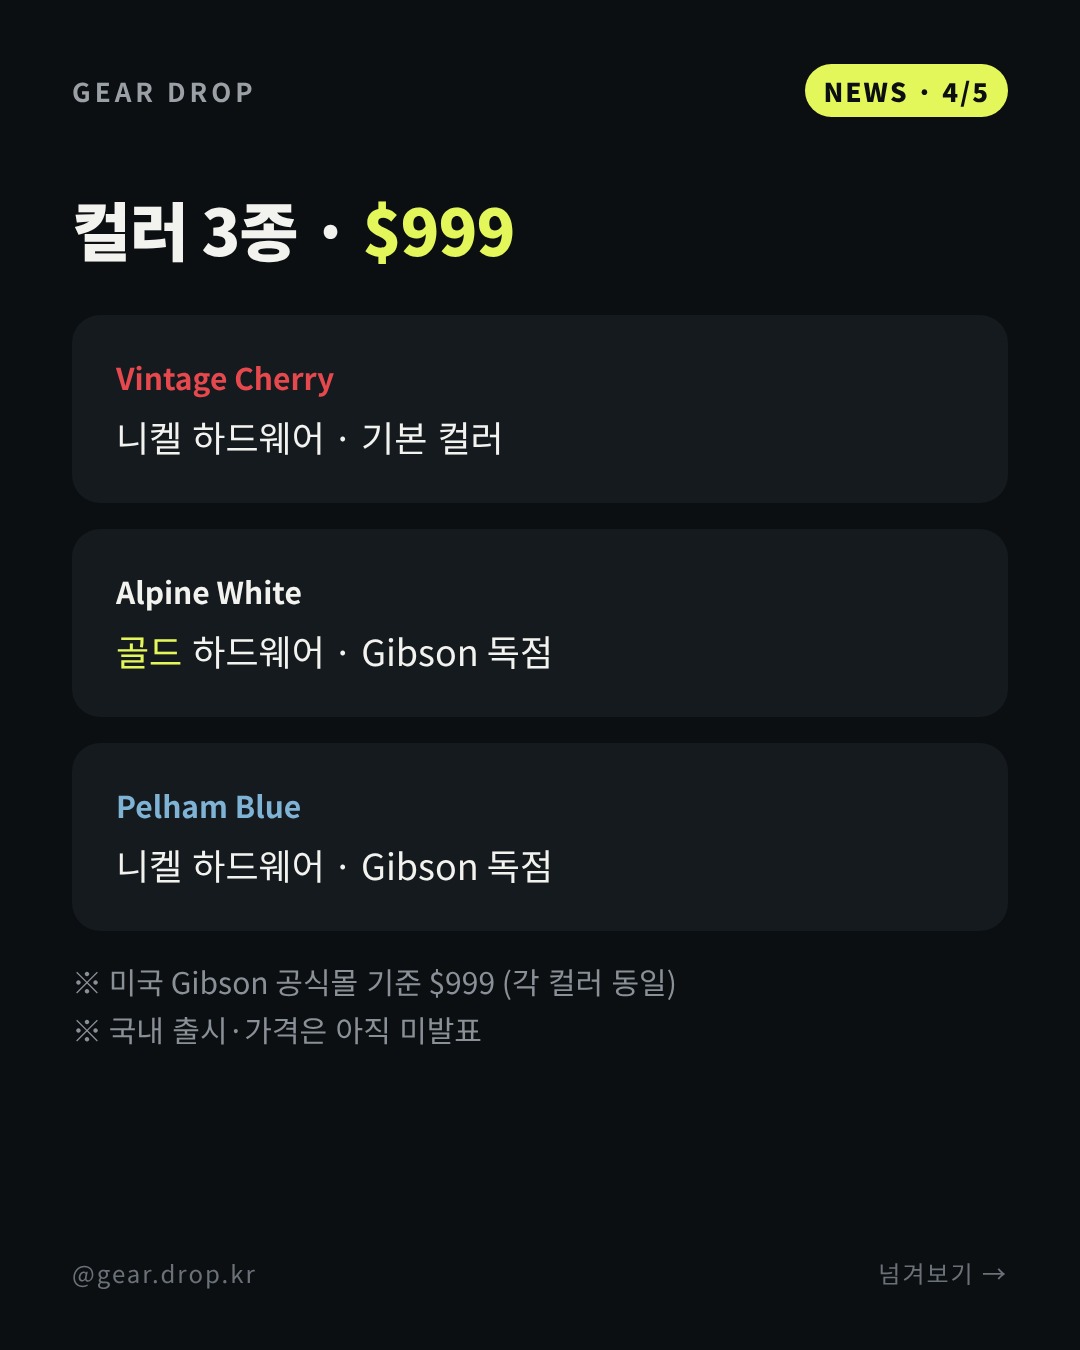 GEAR DROP
NEWS · 4/5
컬러 3종 · $999
Vintage Cherry
니켈 하드웨어 · 기본 컬러
Alpine White
골드 하드웨어 · Gibson 독점
Pelham Blue
니켈 하드웨어 · Gibson 독점
※ 미국 Gibson 공식몰 기준 $999 (각 컬러 동일)
※ 국내 출시·가격은 아직 미발표
@gear.drop.kr
넘겨보기 →